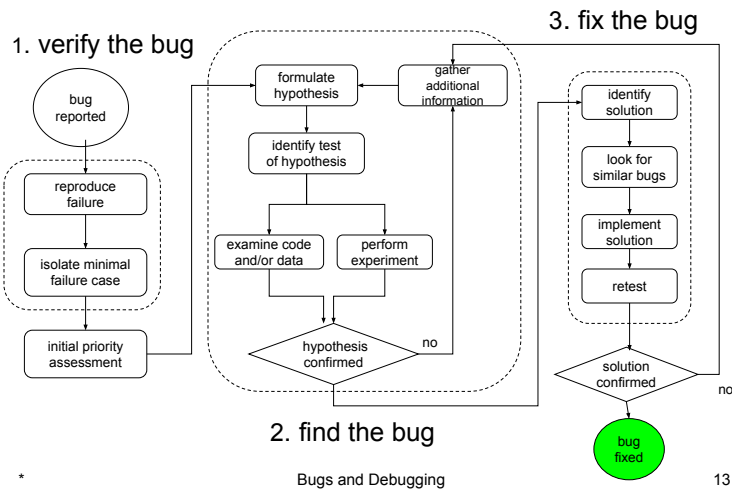 1. verify the bug
bug
reported
reproduce
failure
isolate minimal
failure case
initial priority
assessment
formulate
hypothesis
gather
additional
information
identify test
of hypothesis
examine code
and/or data
perform
experiment
hypothesis
confirmed
no
2. find the bug
3. fix the bug
identify
solution
look for
similar bugs
implement
solution
retest
solution
confirmed
no
bug
fixed
*
Bugs and Debugging
13